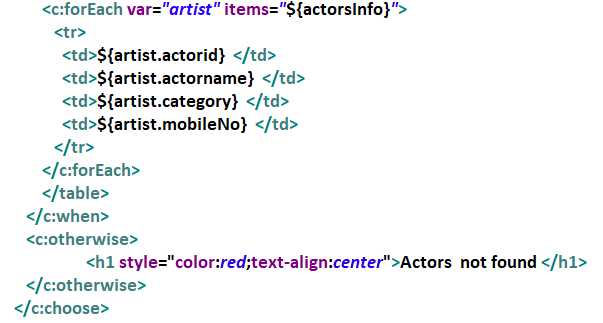 <c:forEach var="artist" items="${actorsInfo}">
<tr>
<td>${artist.actorid} </td>
<td>${artist.actorname} </td>
<td>${artist.category} </td>
<td>${artist.mobileNo} </td>
</tr>
</c:forEach>
</table>
</c:when>
<c:otherwise>
<h1 style="color:red;text-align:center">Actors not found </h1>
</c:otherwise>
</c:choose>